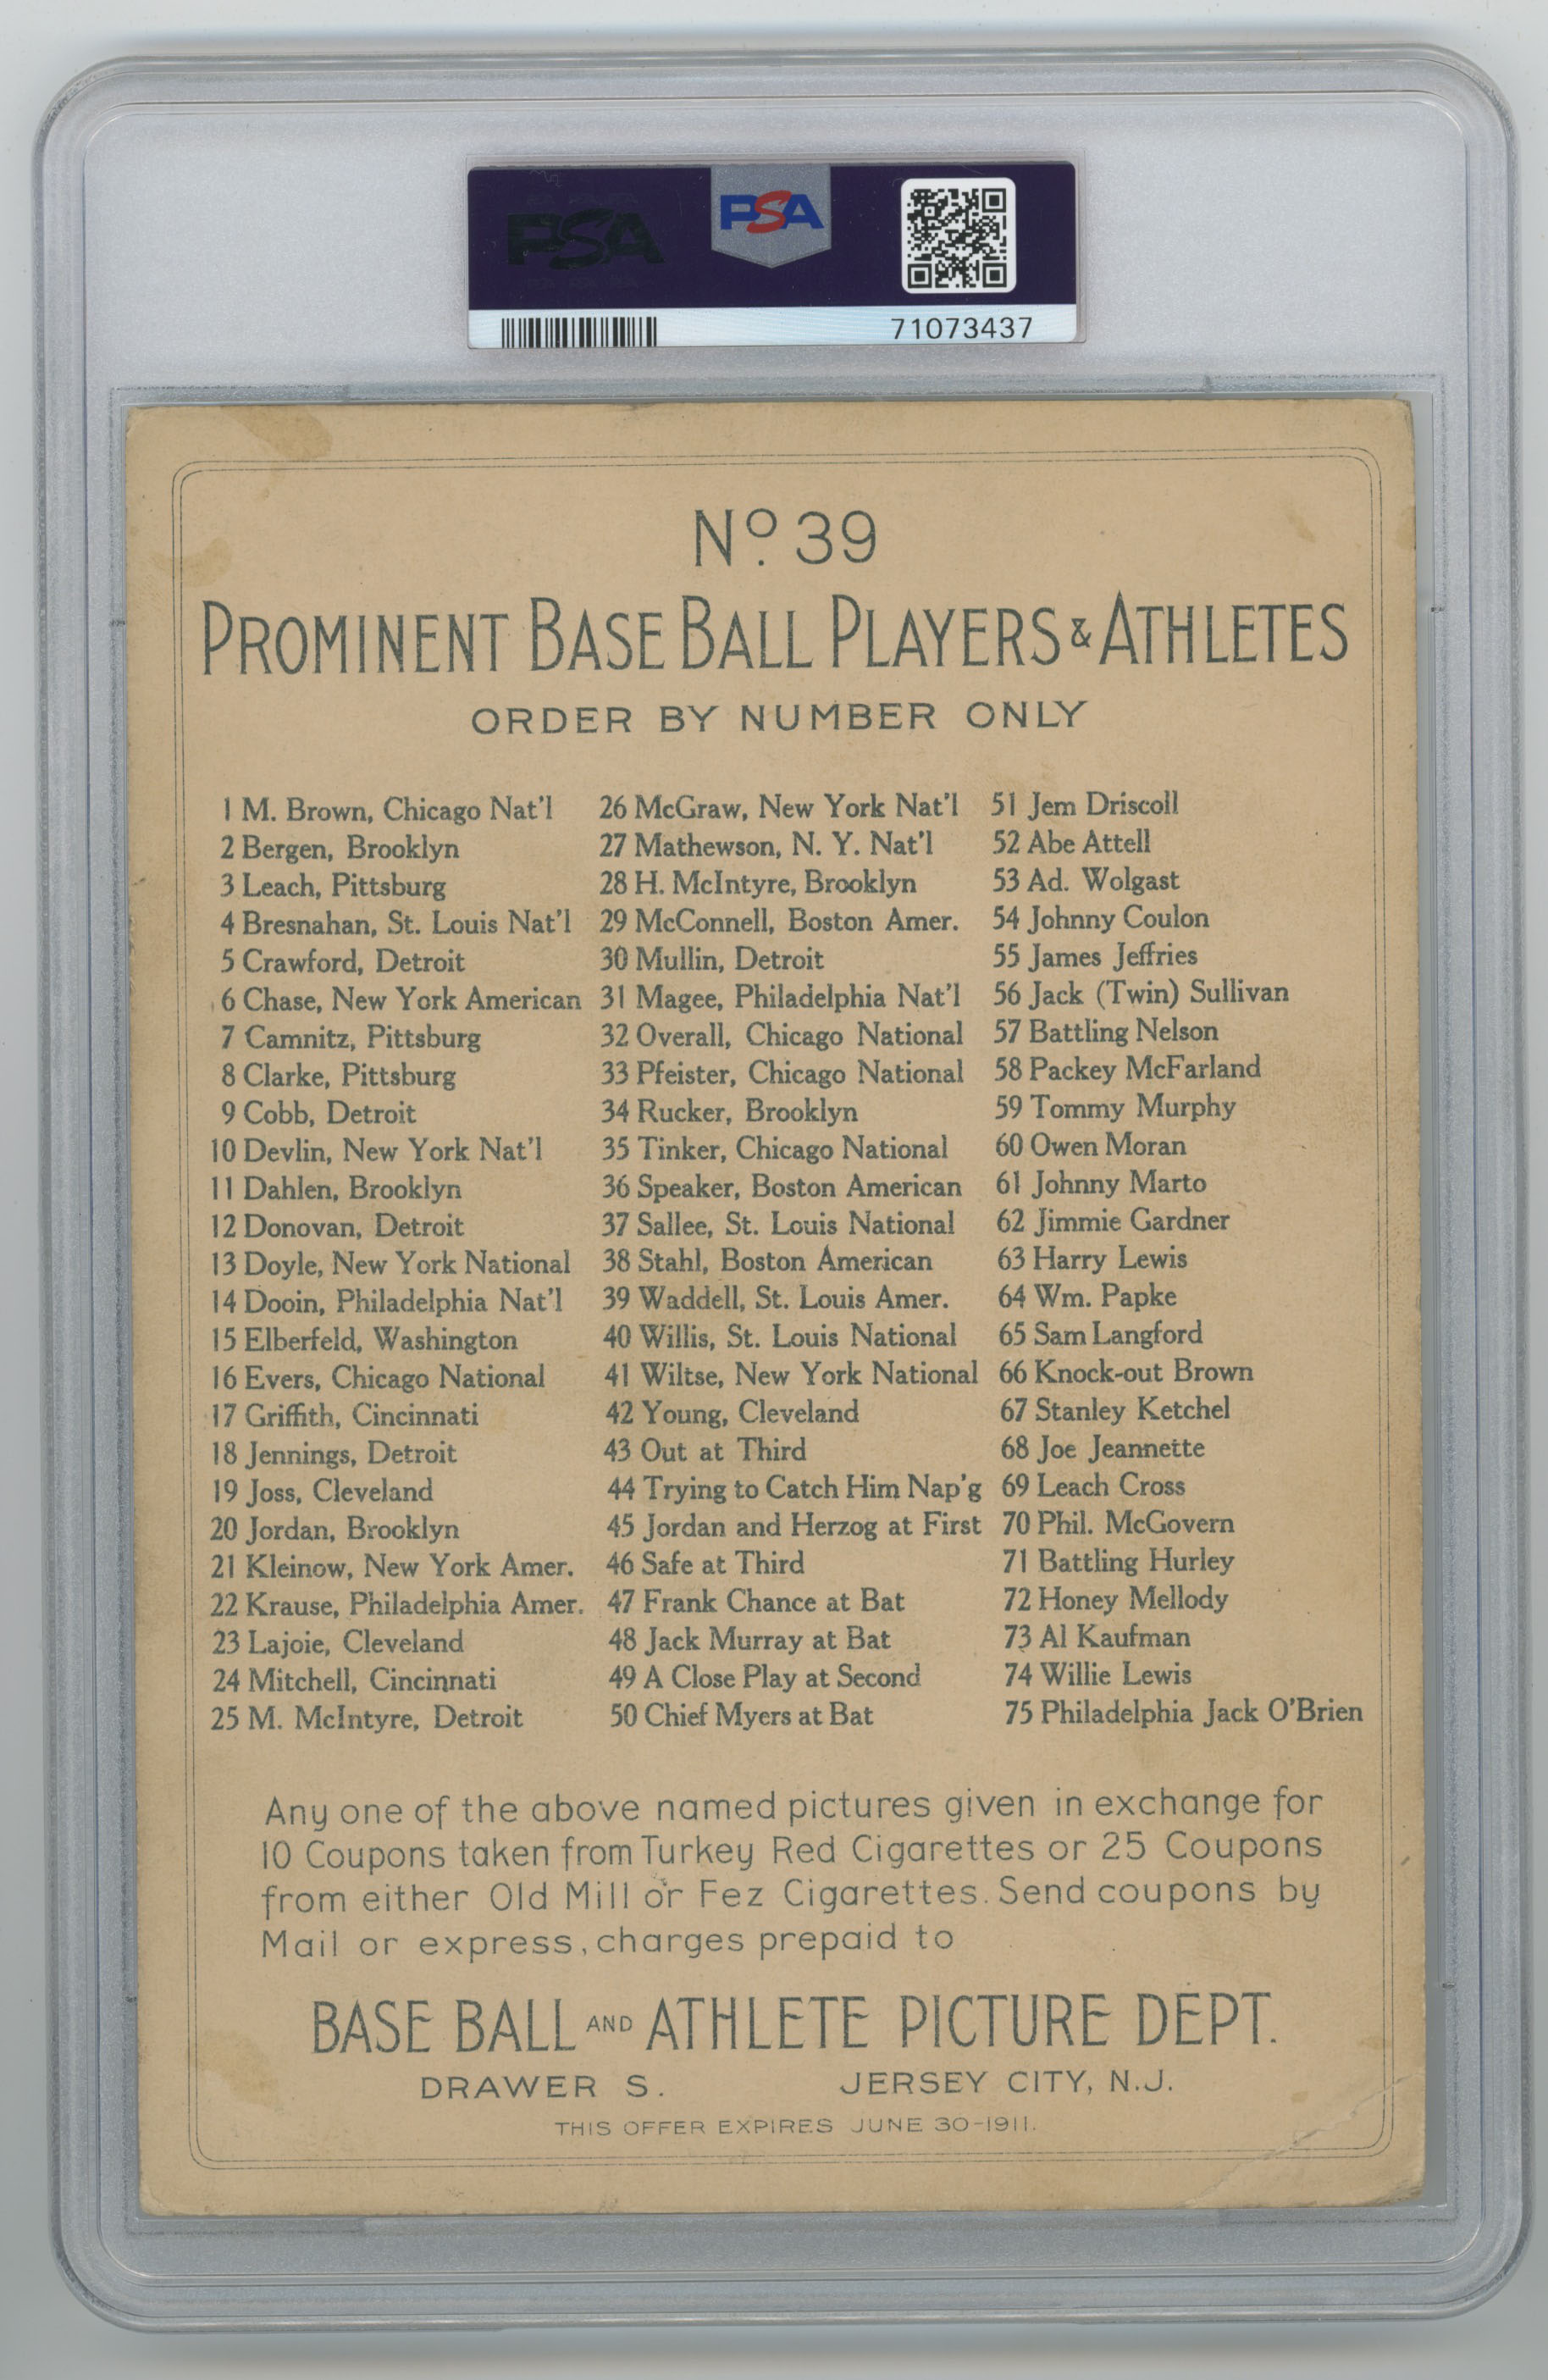 PSA
PSA
71073437
Nº 39
PROMINENT BASE BALL PLAYERS & ATHLETES
ORDER BY NUMBER ONLY
1 M. Brown, Chicago Nat'l
2 Bergen, Brooklyn
3 Leach, Pittsburg
4 Bresnahan, St. Louis Nat'l
5 Crawford, Detroit
6 Chase, New York American
7 Camnitz, Pittsburg
8 Clarke, Pittsburg
9 Cobb, Detroit
10 Devlin, New York Nat'l
11 Dahlen, Brooklyn
12 Donovan, Detroit
13 Doyle, New York National
14 Dooin, Philadelphia Nat'l
15 Elberfeld, Washington
16 Evers, Chicago National
17 Griffith, Cincinnati
18 Jennings, Detroit
19 Joss, Cleveland
20 Jordan, Brooklyn
21 Kleinow, New York Amer.
22 Krause, Philadelphia Amer.
23 Lajoie, Cleveland
24 Mitchell, Cincinnati
25 M. McIntyre, Detroit
26 McGraw, New York Nat'l
27 Mathewson, N. Y. Nat'l
28 H. McIntyre, Brooklyn
29 McConnell, Boston Amer.
30 Mullin, Detroit
31 Magee, Philadelphia Nat'l
32 Overall, Chicago National
33 Pfeister, Chicago National
34 Rucker, Brooklyn
35 Tinker, Chicago National
36 Speaker, Boston American
37 Sallee, St. Louis National
38 Stahl, Boston American
39 Waddell, St. Louis Amer.
40 Willis, St. Louis National
41 Wiltse, New York National
42 Young, Cleveland
43 Out at Third
44 Trying to Catch Him Nap'g
45 Jordan and Herzog at First
46 Safe at Third
47 Frank Chance at Bat
48 Jack Murray at Bat
49 A Close Play at Second
50 Chief Myers at Bat
51 Jem Driscoll
52 Abe Attell
53 Ad. Wolgast
54 Johnny Coulon
55 James Jeffries
56 Jack (Twin) Sullivan
57 Battling Nelson
58 Packey McFarland
59 Tommy Murphy
60 Owen Moran
61 Johnny Marto
62 Jimmie Gardner
63 Harry Lewis
64 Wm. Papke
65 Sam Langford
66 Knock-out Brown
67 Stanley Ketchel
68 Joe Jeannette
69 Leach Cross
70 Phil. McGovern
71 Battling Hurley
72 Honey Mellody
73 Al Kaufman
74 Willie Lewis
75 Philadelphia Jack O'Brien
Any one of the above named pictures given in exchange for
10 Coupons taken from Turkey Red Cigarettes or 25 Coupons
from either Old Mill or Fez Cigarettes. Send coupons by
Mail or express, charges prepaid to
BASE BALL AND ATHLETE PICTURE DEPT.
DRAWER S. JERSEY CITY, N.J.
THIS OFFER EXPIRES JUNE 30-1911.